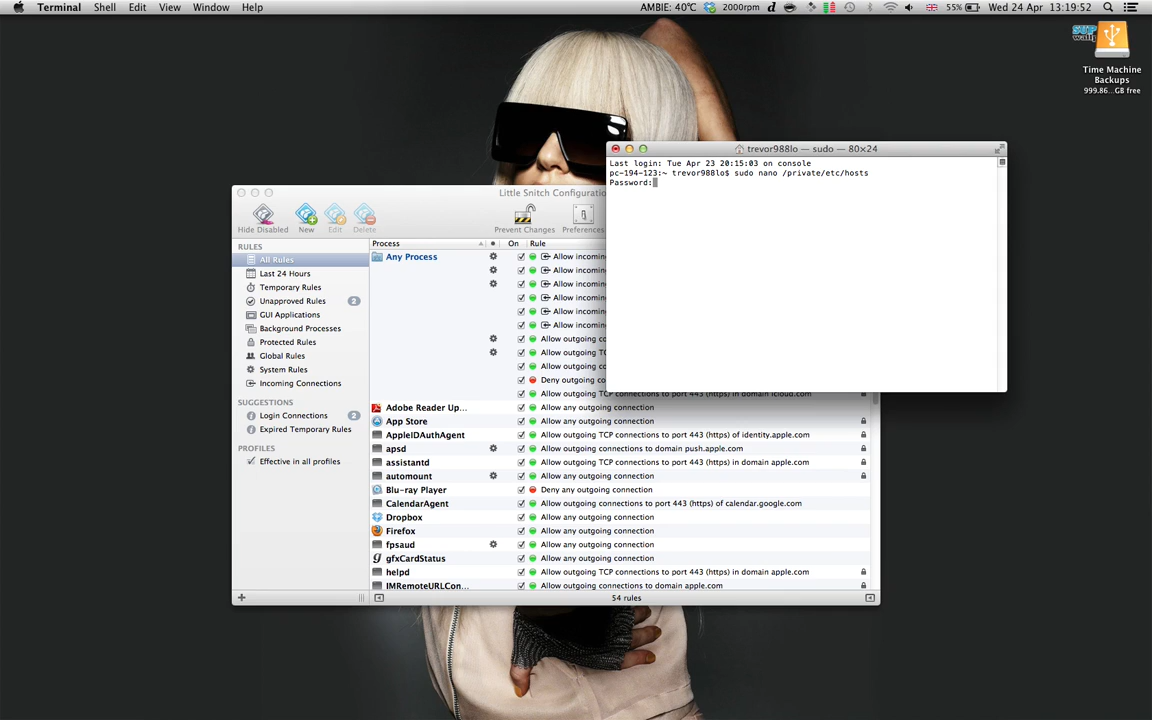 Terminal Shell Edit View Window Help AMBIE: 40℃ 2000rpm 55% Wed 24 Apr 13:19:52
Time Machine
Backups
999.86...GB free
trevor988lo — sudo — 80×24
Last login: Tue Apr 23 20:15:03 on console
pc-194-123:~ trevor988lo$ sudo nano /private/etc/hosts
Password:
Little Snitch Configuratio
Hide Disabled New Edit Delete Prevent Changes Preferences
RULES
All Rules
Last 24 Hours
Temporary Rules
Unapproved Rules 2
GUI Applications
Background Processes
Protected Rules
Global Rules
System Rules
Incoming Connections
SUGGESTIONS
Login Connections 2
Expired Temporary Rules
PROFILES
Effective in all profiles
Process On Rule
Any Process Allow incomin
Allow incomin
Allow incomin
Allow incomin
Allow incomin
Allow incomin
Allow outgoing co
Allow outgoing TC
Allow outgoing co
Deny outgoing co
Allow outgoing TCP connections to port 443 (https) in domain icloud.com
Adobe Reader Up... Allow any outgoing connection
App Store Allow any outgoing connection
AppleIDAuthAgent Allow outgoing TCP connections to port 443 (https) of identity.apple.com
apsd Allow outgoing connections to domain push.apple.com
assistantd Allow outgoing TCP connections to port 443 (https) in domain apple.com
automount Allow any outgoing connection
Blu-ray Player Deny any outgoing connection
CalendarAgent Allow outgoing connections to port 443 (https) of calendar.google.com
Dropbox Allow any outgoing connection
Firefox Allow any outgoing connection
fpsaud Allow any outgoing connection
gfxCardStatus Allow any outgoing connection
helpd Allow outgoing TCP connections to port 443 (https) in domain apple.com
IMRemoteURLCon... Allow outgoing connections to domain apple.com
54 rules